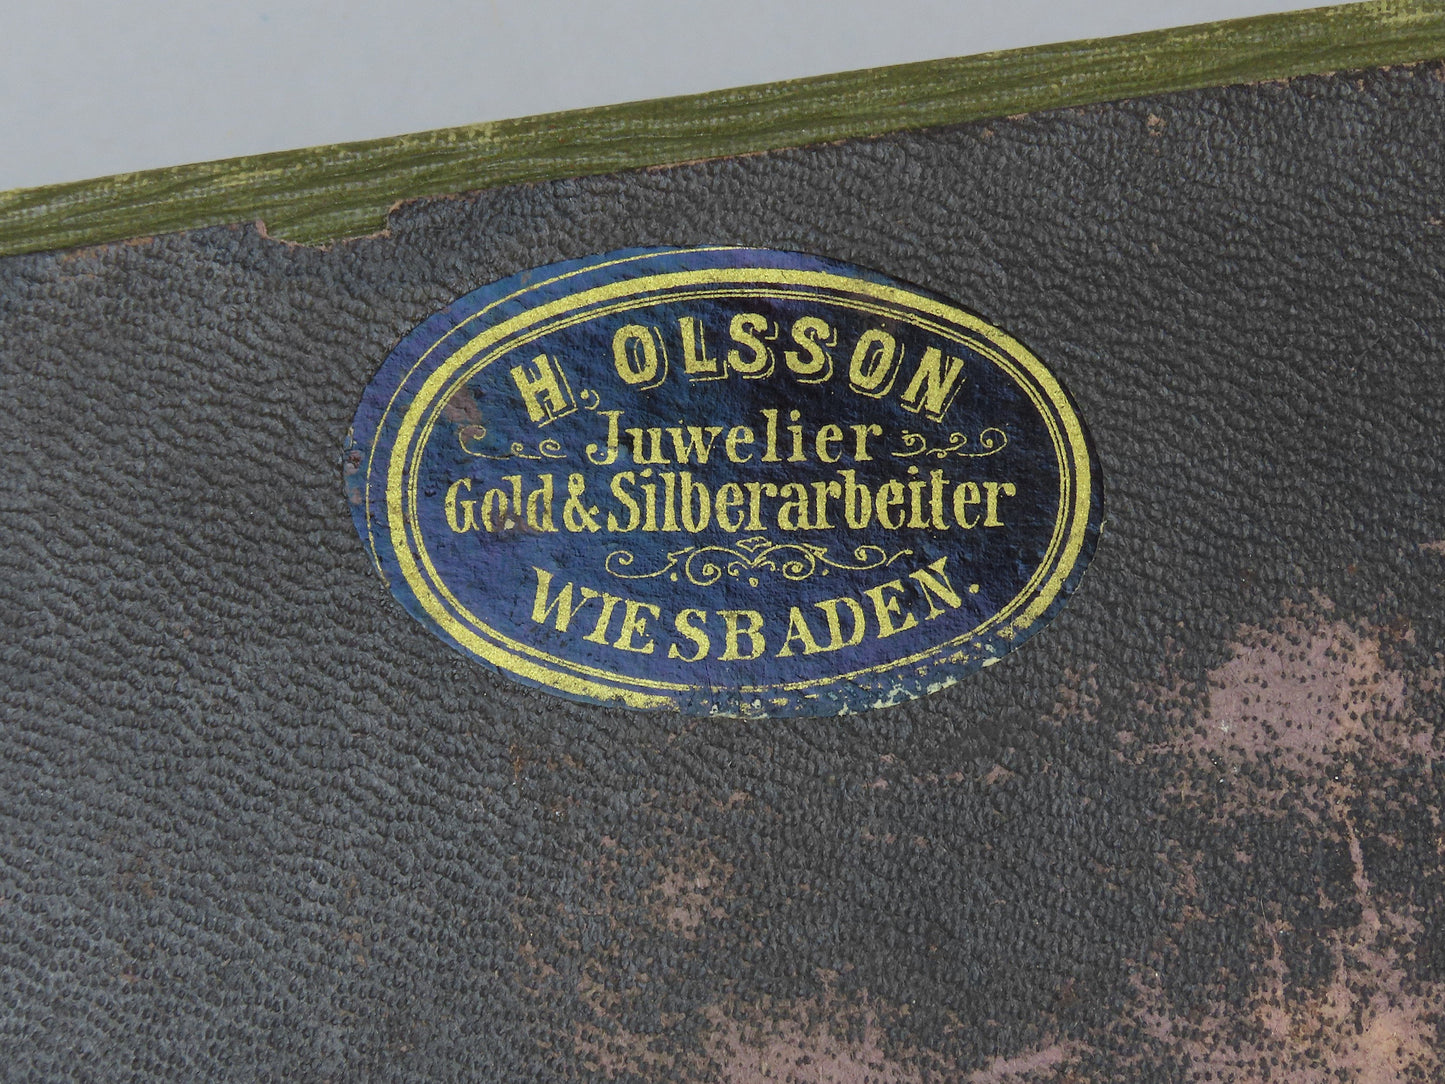 H. OLSSON
Juwelier
Gold & Silberarbeiter
WIESBADEN.